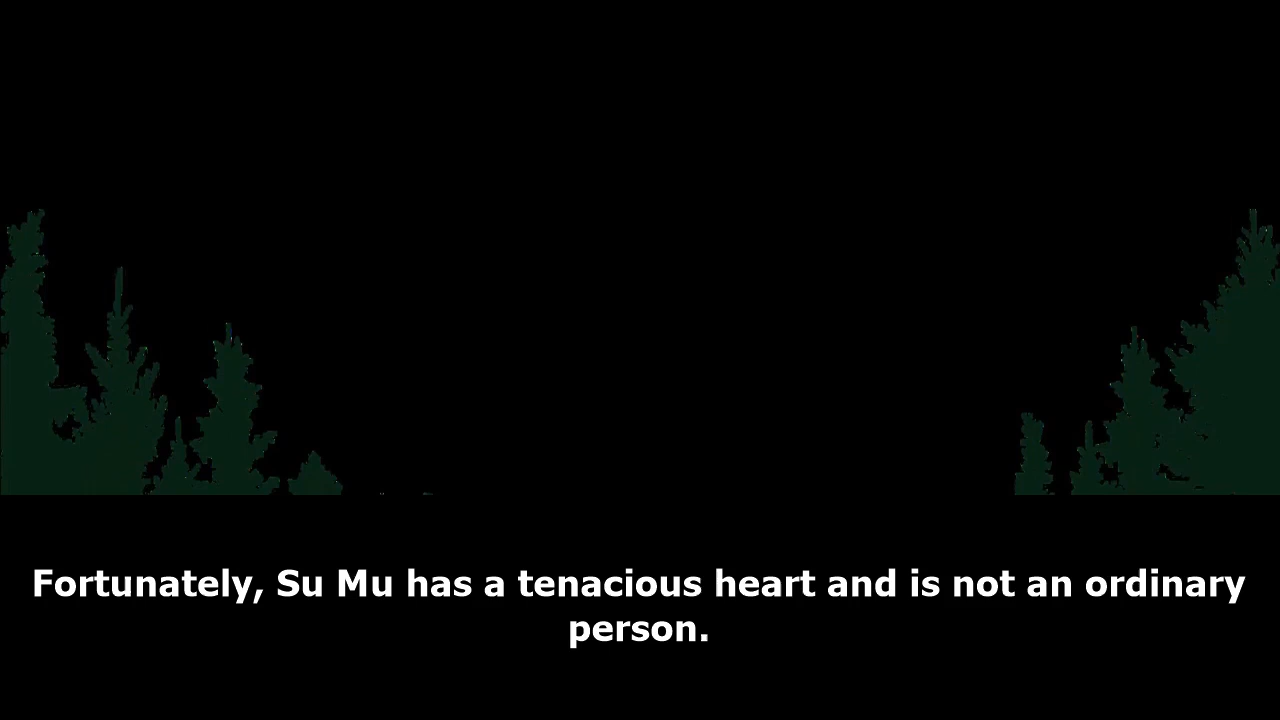 Fortunately, Su Mu has a tenacious heart and is not an ordinary
person.